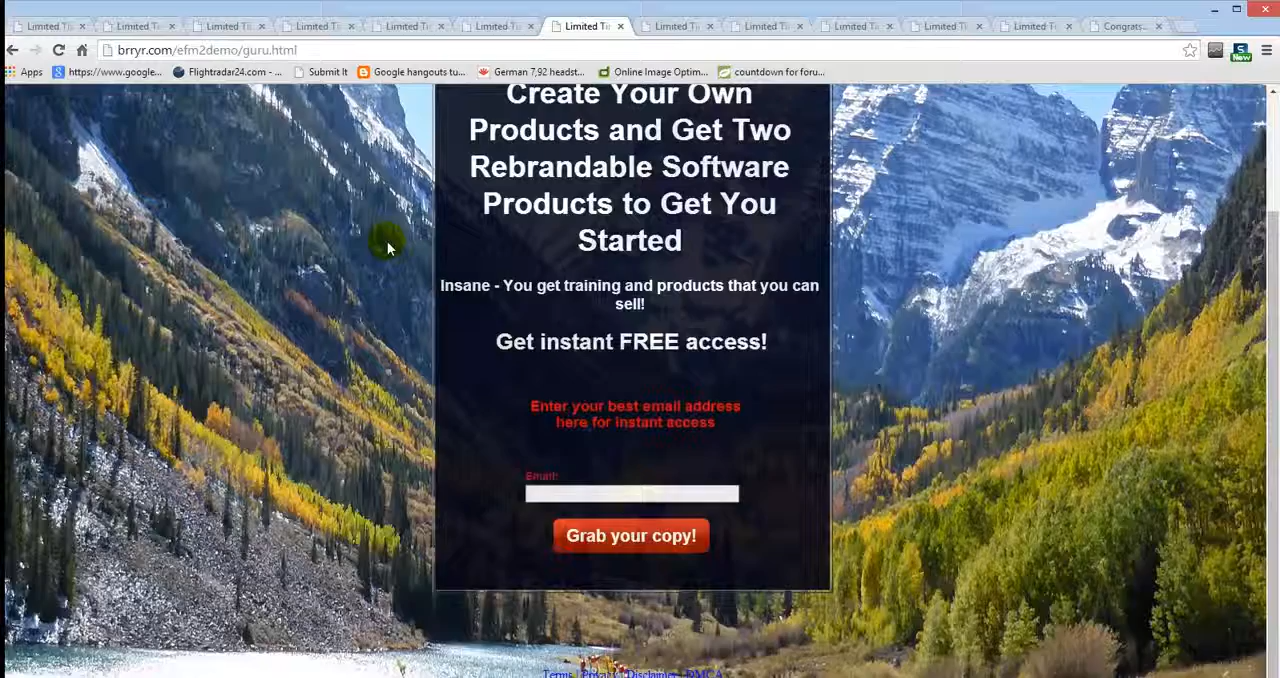 Limited Ti
Limited Ti
Limited Ti
Limited Ti
Limited Ti
Limited Ti
Limited Ti
Limited Ti
Limited Ti
Limited Ti
Limited Ti
Limited Ti
Congrats...
brryr.com/efm2demo/guru.html
New
Apps
https://www.google...
Flightradar24.com - ...
Submit It
Google hangouts tu...
German 7,92 headst...
Online Image Optim...
countdown for foru...
Create Your Own
Products and Get Two
Rebrandable Software
Products to Get You
Started
Insane - You get training and products that you can
sell!
Get instant FREE access!
Enter your best email address
here for instant access
Email:
Grab your copy!
Terms | Privacy | Disclaimer | DMCA